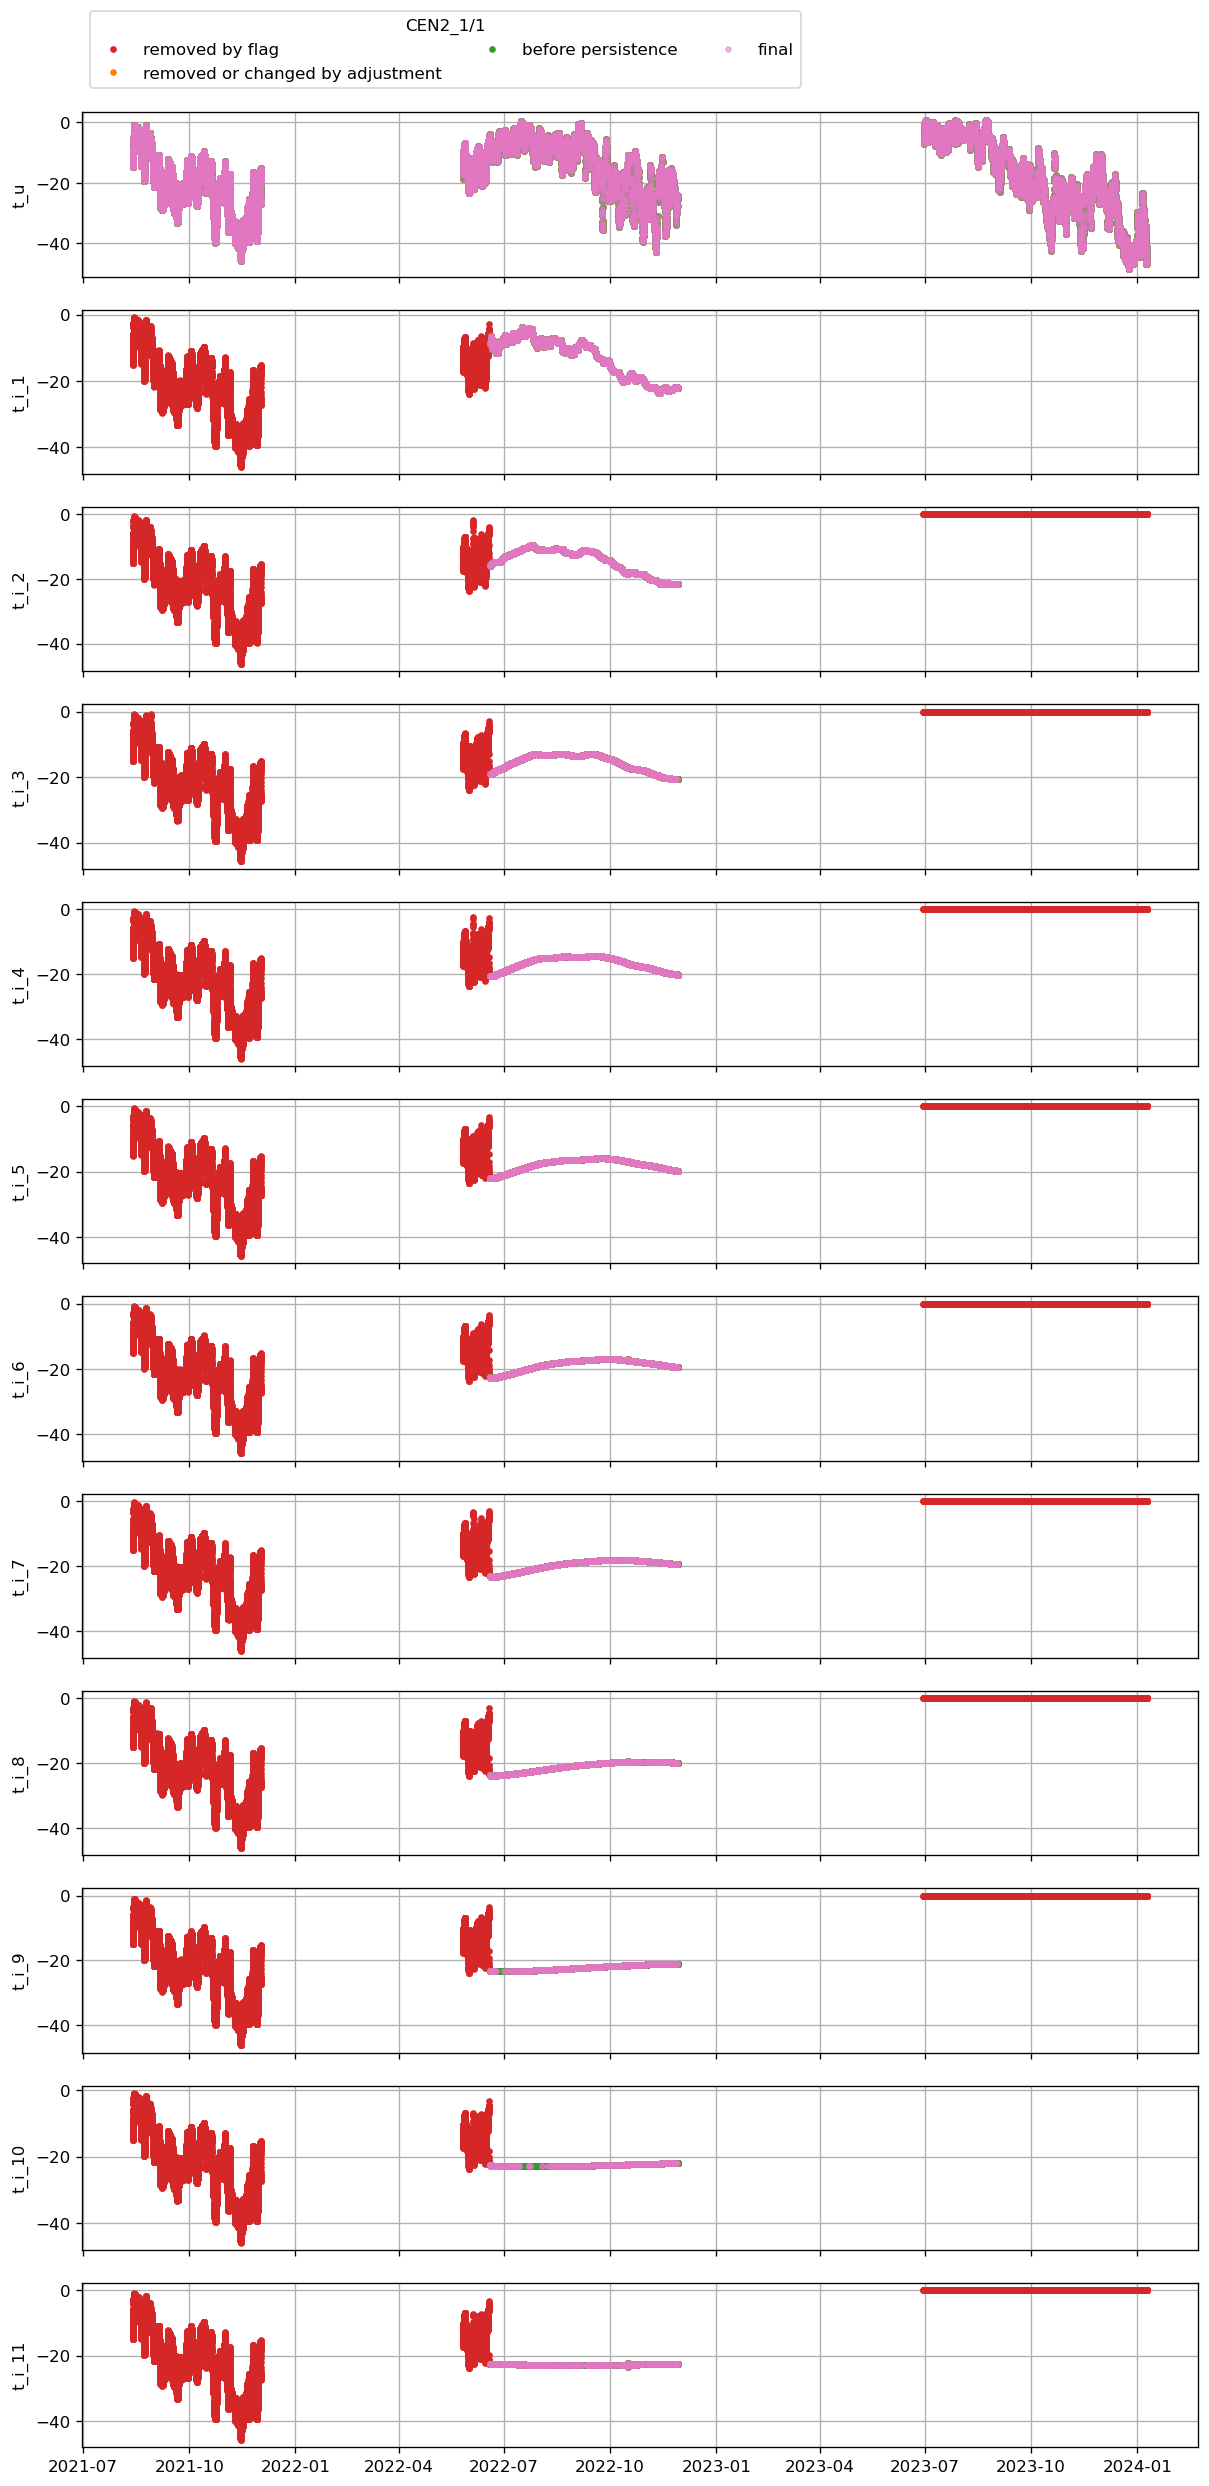 CEN2_1/1
removed by flag
before persistence
final
removed or changed by adjustment
0
−20
−40
t_u
0
−20
−40
t_i_1
0
−20
−40
t_i_2
0
−20
−40
t_i_3
0
−20
−40
t_i_4
0
−20
−40
t_i_5
0
−20
−40
t_i_6
0
−20
−40
t_i_7
0
−20
−40
t_i_8
0
−20
−40
t_i_9
0
−20
−40
t_i_10
0
−20
−40
t_i_11
2021-07 2021-10 2022-01 2022-04 2022-07 2022-10 2023-01 2023-04 2023-07 2023-10 2024-01